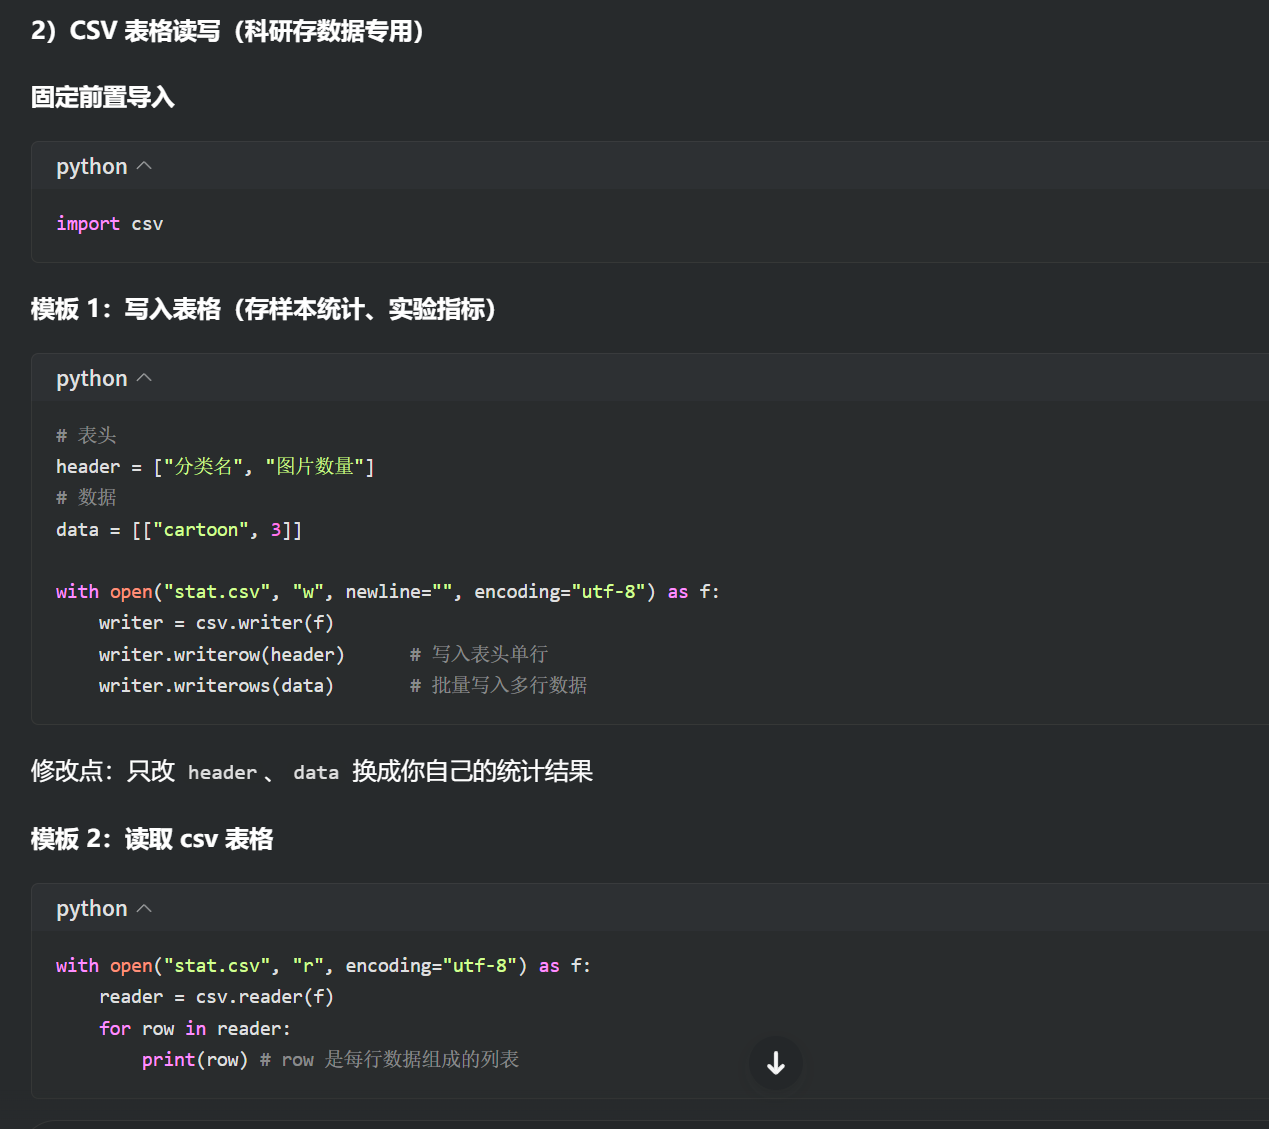 2）CSV 表格读写（科研存数据专用）
固定前置导入
python
import csv
模板 1：写入表格（存样本统计、实验指标）
python
# 表头
header = ["分类名", "图片数量"]
# 数据
data = [["cartoon", 3]]
with open("stat.csv", "w", newline="", encoding="utf-8") as f:
    writer = csv.writer(f)
    writer.writerow(header)      # 写入表头单行
    writer.writerows(data)       # 批量写入多行数据
修改点：只改 header 、 data 换成你自己的统计结果
模板 2：读取 csv 表格
python
with open("stat.csv", "r", encoding="utf-8") as f:
    reader = csv.reader(f)
    for row in reader:
        print(row) # row 是每行数据组成的列表